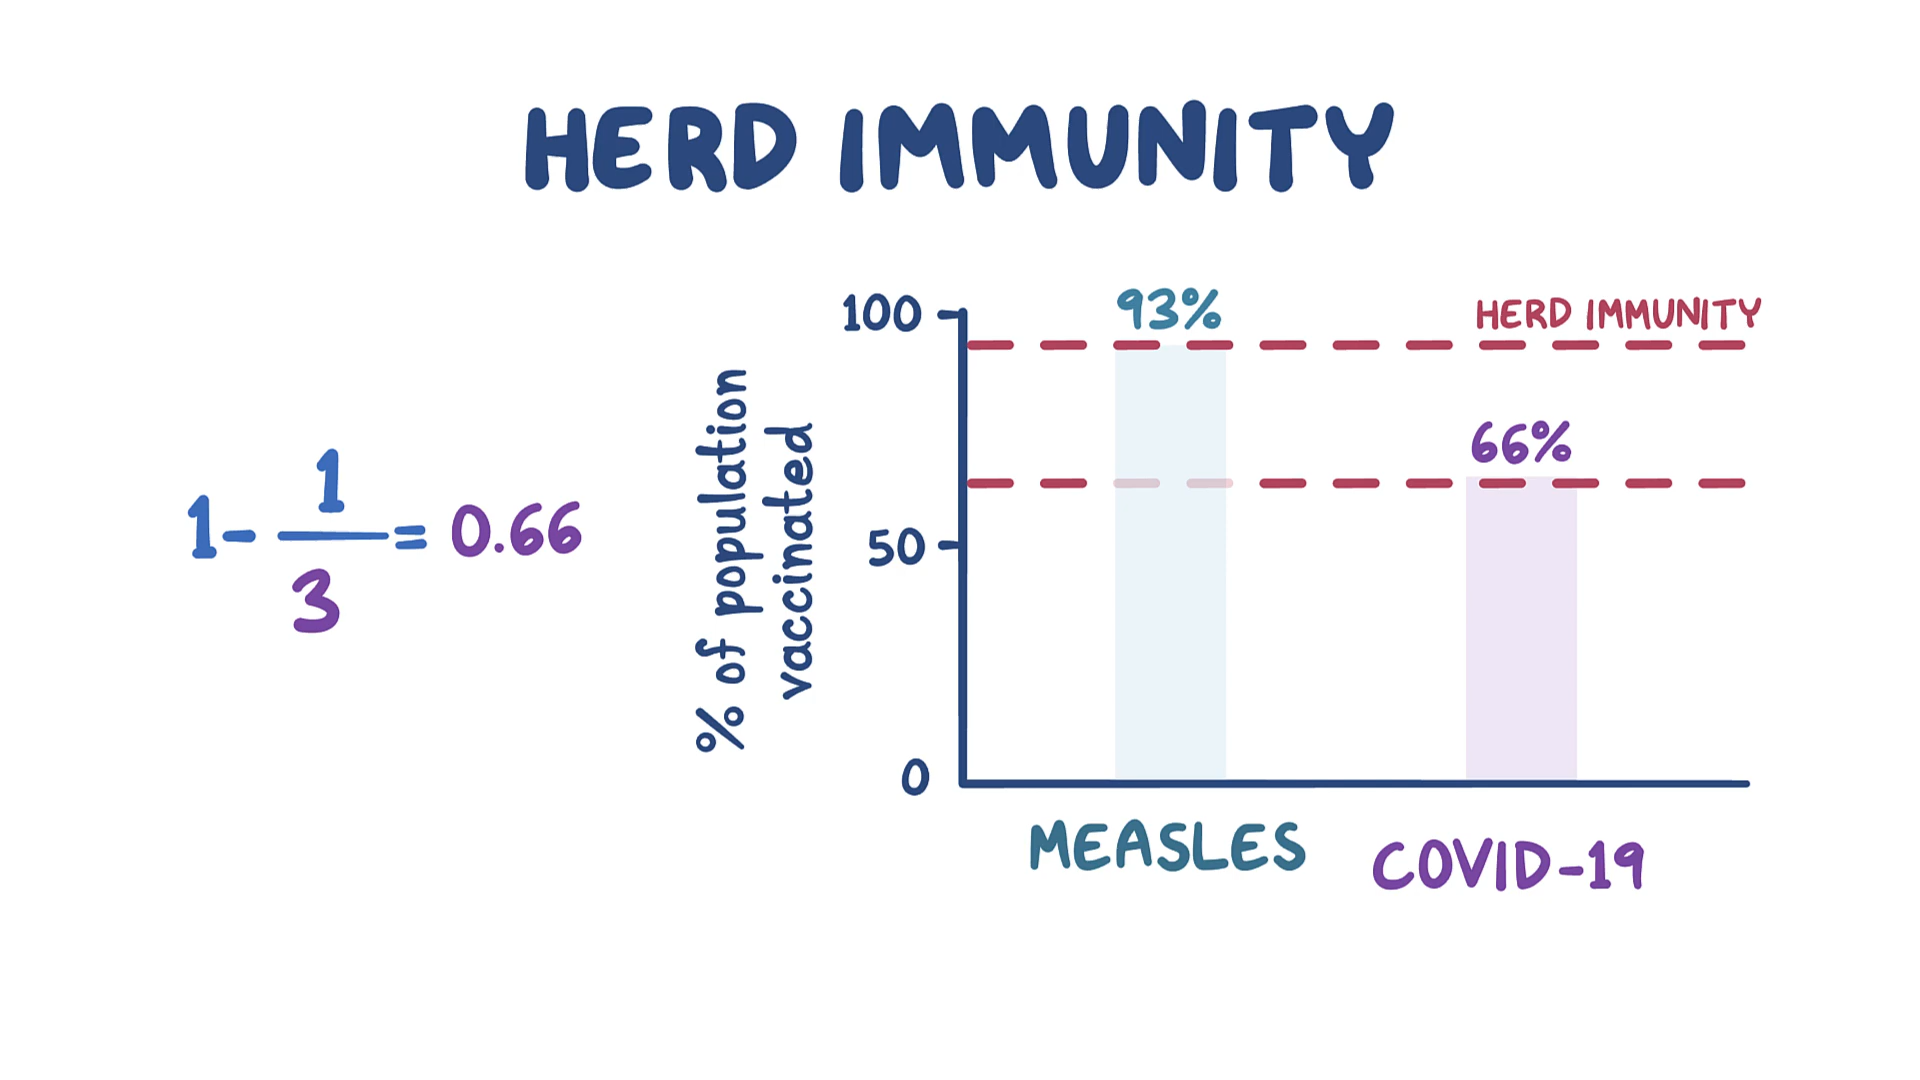 HERD IMMUNITY
1
1- = 0.66
3
% of population
vaccinated
100
50
0
93%
HERD IMMUNITY
66%
MEASLES
COVID-19